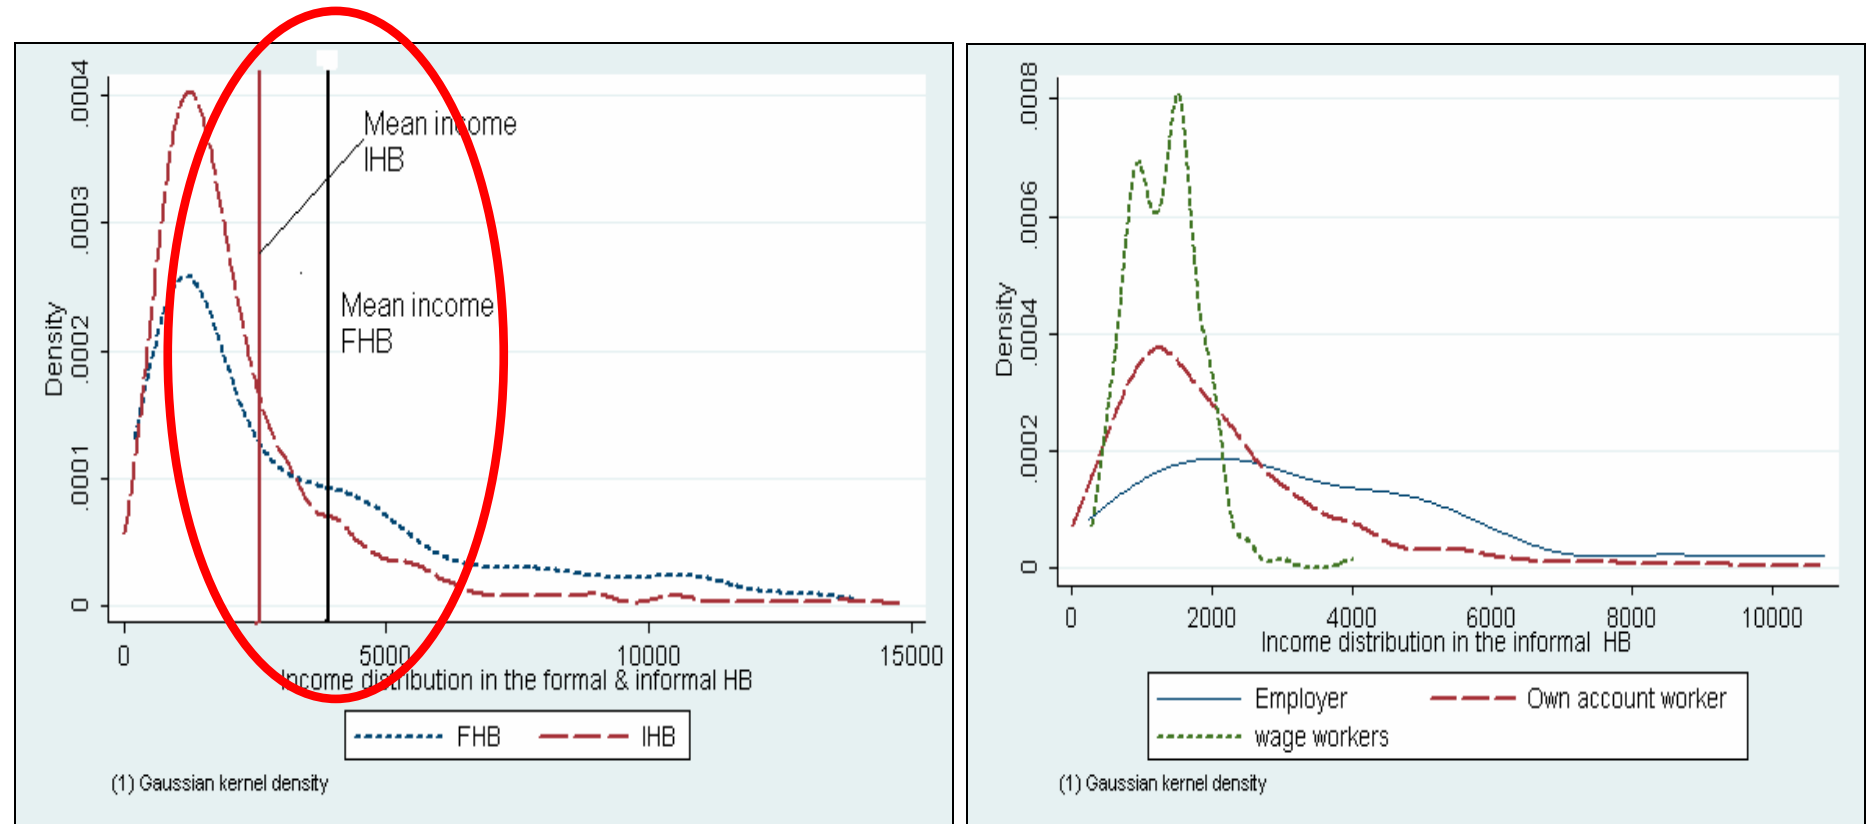 .0004
.0003
.0002
.0001
0
Density
Mean income
IHB
Mean income
FHB
0 5000 10000 15000
Income distribution in the formal & informal HB
FHB IHB
(1) Gaussian kernel density
.0008
.0006
.0004
.0002
0
Density
0 2000 4000 6000 8000 10000
Income distribution in the informal HB
Employer Own account worker
wage workers
(1) Gaussian kernel density